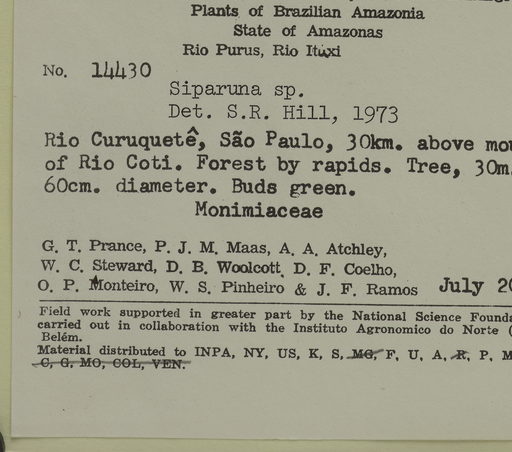 Plants of Brazilian Amazonia
State of Amazonas
Rio Purus, Rio Ituxi
No. 14430
Siparuna sp.
Det. S.R. Hill, 1973
Rio Curuquetê, São Paulo, 30km. above mou
of Rio Coti. Forest by rapids. Tree, 30m.
60cm. diameter. Buds green.
Monimiaceae
G. T. Prance, P. J. M. Maas, A. A. Atchley,
W. C. Steward, D. B. Woolcott, D. F. Coelho,
O. P. Monteiro, W. S. Pinheiro & J. F. Ramos July 20
Field work supported in greater part by the National Science Founda
carried out in collaboration with the Instituto Agronomico do Norte (
Belém.
Material distributed to INPA, NY, US, K, S, MG, F, U, A, R, P, M
C, G, MO, COL, VEN.